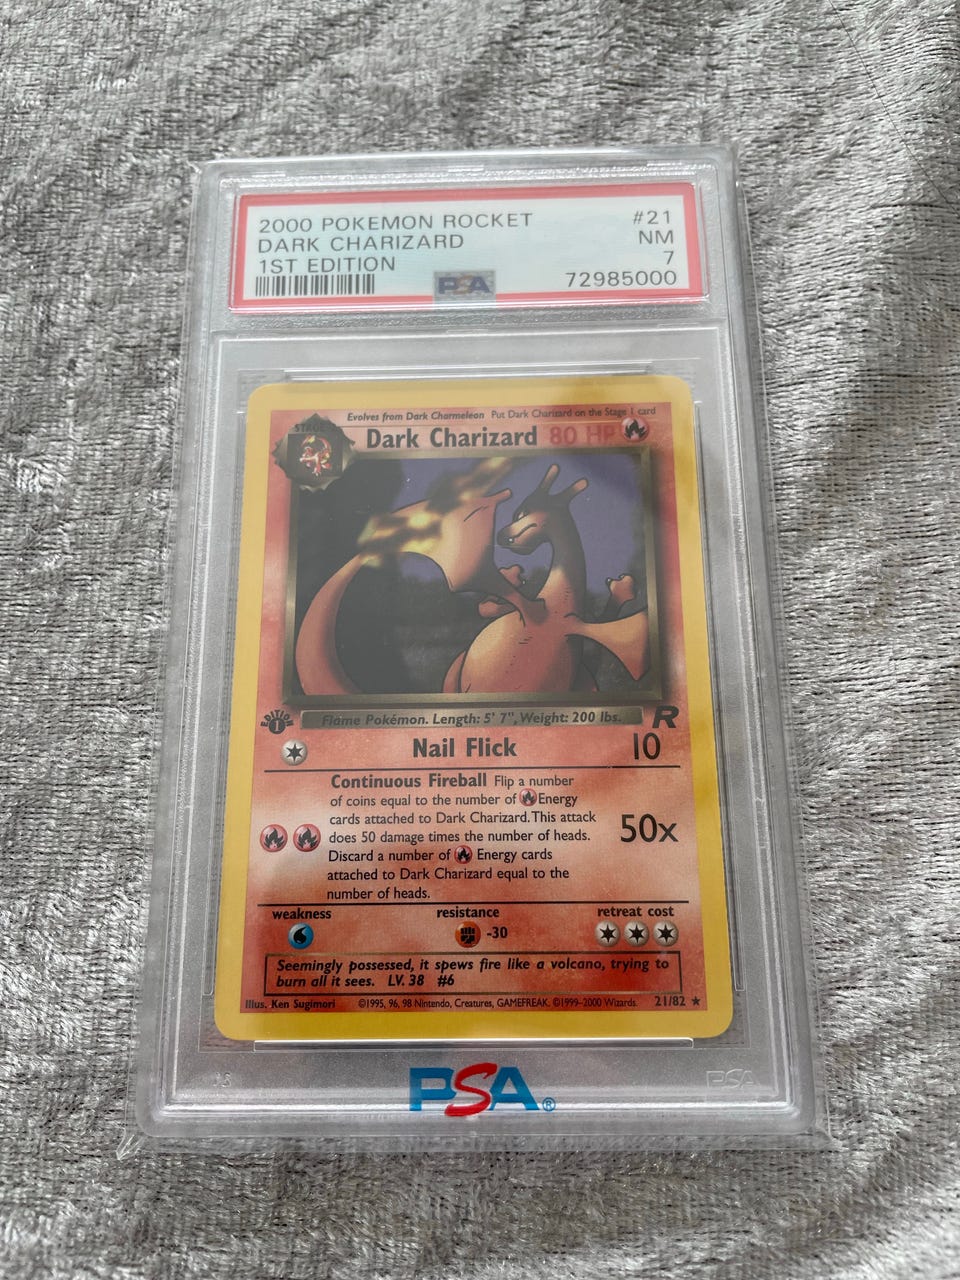 2000 POKEMON ROCKET #21
DARK CHARIZARD NM
1ST EDITION 7
PSA 72985000
Evolves from Dark Charmeleon Put Dark Charizard on the Stage 1 card
STAGE
Dark Charizard 80 HP
EDITION
1
Flame Pokémon. Length: 5' 7", Weight: 200 lbs.
R
Nail Flick 10
Continuous Fireball Flip a number
of coins equal to the number of Energy
cards attached to Dark Charizard. This attack
does 50 damage times the number of heads.
Discard a number of Energy cards
attached to Dark Charizard equal to the
number of heads.
50x
weakness resistance retreat cost
-30
Seemingly possessed, it spews fire like a volcano, trying to
burn all it sees. LV. 38 #6
Illus. Ken Sugimori ©1995, 96, 98 Nintendo, Creatures, GAMEFREAK. ©1999-2000 Wizards. 21/82 ★
PSA®
PSA